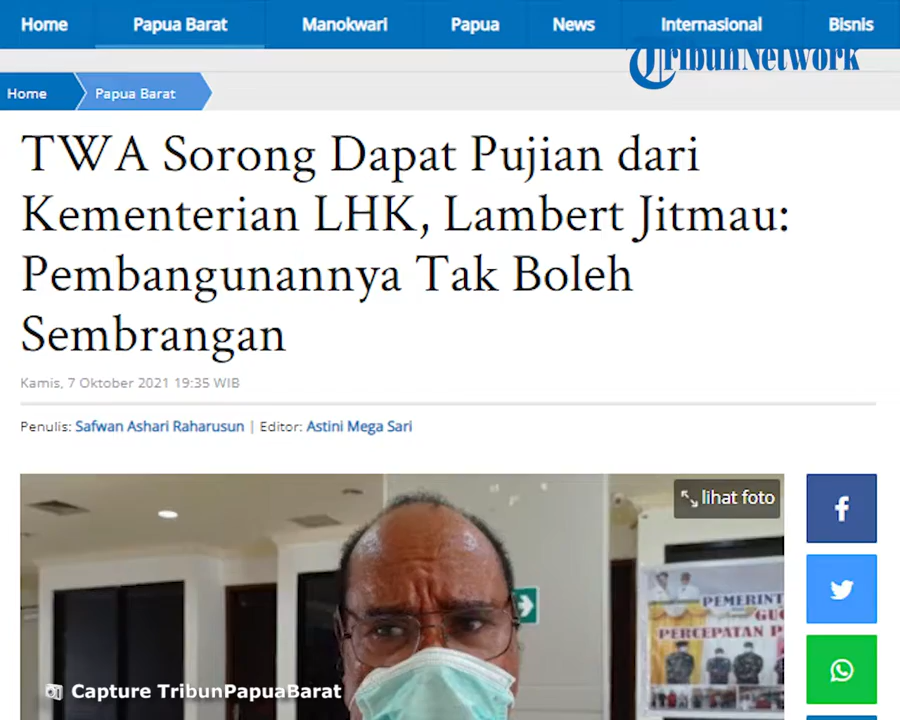 Home Papua Barat Manokwari Papua News Internasional Bisnis
TribunNetwork
Home Papua Barat
TWA Sorong Dapat Pujian dari
Kementerian LHK, Lambert Jitmau:
Pembangunannya Tak Boleh
Sembrangan
Kamis, 7 Oktober 2021 19:35 WIB
Penulis: Safwan Ashari Raharusun | Editor: Astini Mega Sari
lihat foto
PEMERINT
GUG
PERCEPATAN P
Capture TribunPapuaBarat